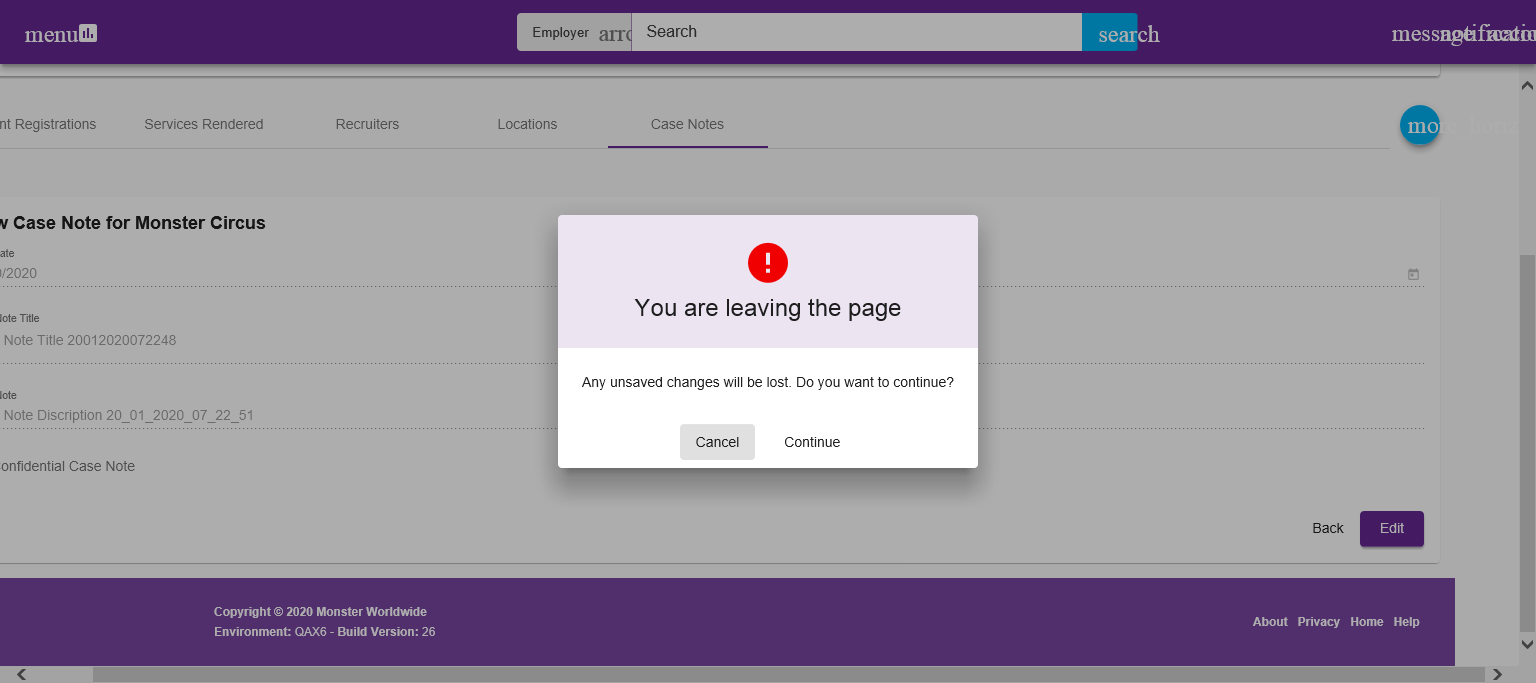 menu
Employer arro Search search
nt Registrations Services Rendered Recruiters Locations Case Notes
w Case Note for Monster Circus
ate
0/2020
Note Title
Note Title 20012020072248
Note
Note Discription 20_01_2020_07_22_51
onfidential Case Note
You are leaving the page
Any unsaved changes will be lost. Do you want to continue?
Cancel Continue
Back Edit
Copyright © 2020 Monster Worldwide
Environment: QAX6 - Build Version: 26
About Privacy Home Help